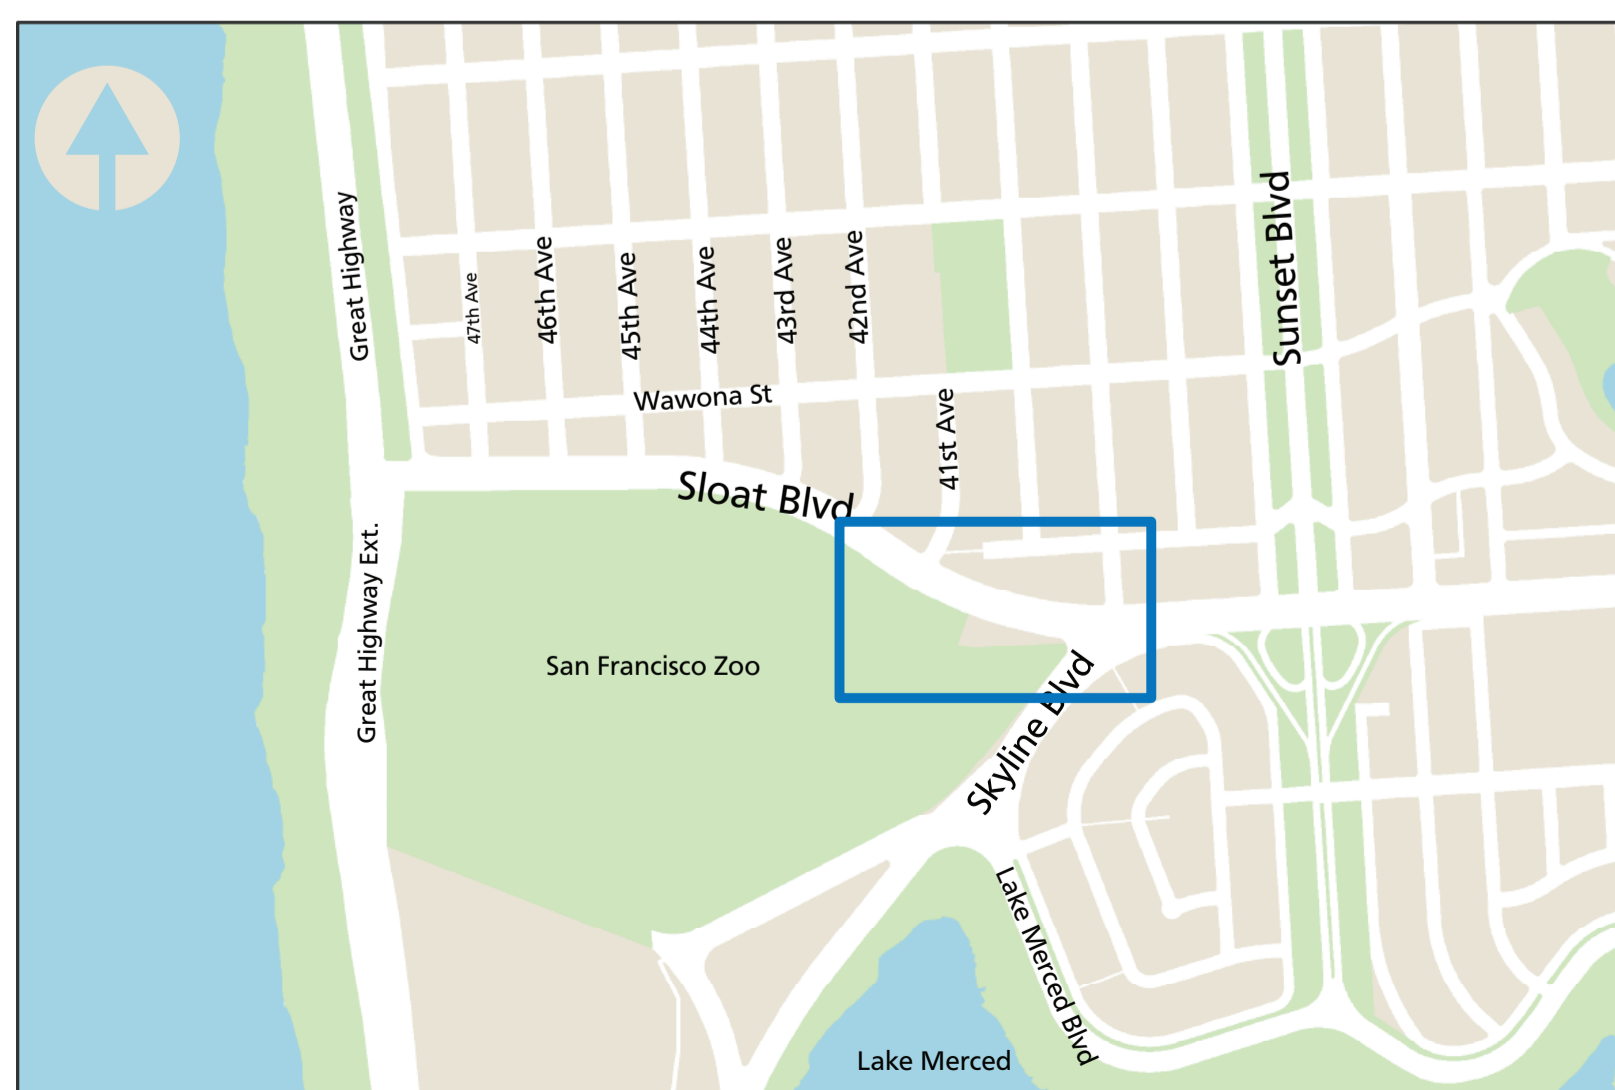 Great Highway
47th Ave
46th Ave
45th Ave
44th Ave
43rd Ave
42nd Ave
Sunset Blvd
Wawona St
41st Ave
Sloat Blvd
Great Highway Ext.
San Francisco Zoo
Skyline Blvd
Lake Merced Blvd
Lake Merced